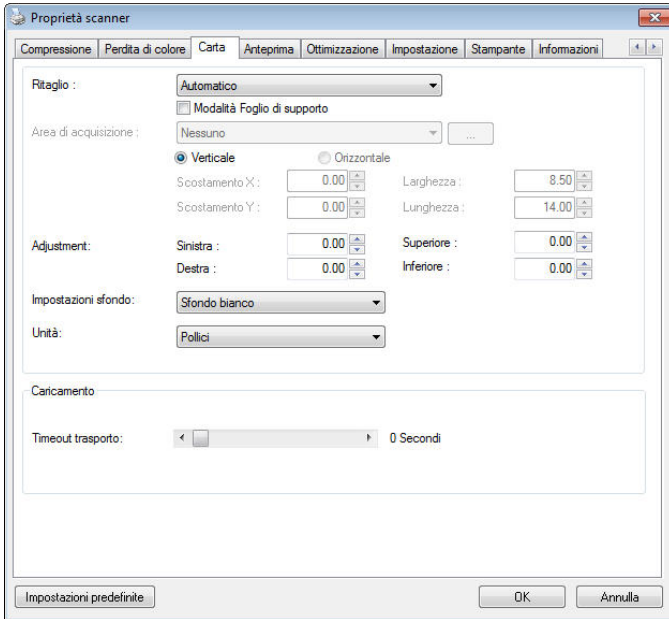 Proprietà scanner
Compressione Perdita di colore Carta Anteprima Ottimizzazione Impostazione Stampante Informazioni
Ritaglio : Automatico
Modalità Foglio di supporto
Area di acquisizione : Nessuno ...
Verticale Orizzontale
Scostamento X : 0.00 Larghezza : 8.50
Scostamento Y : 0.00 Lunghezza : 14.00
Adjustment: Sinistra : 0.00 Superiore : 0.00
Destra : 0.00 Inferiore : 0.00
Impostazioni sfondo: Sfondo bianco
Unità: Pollici
Caricamento
Timeout trasporto: 0 Secondi
Impostazioni predefinite OK Annulla